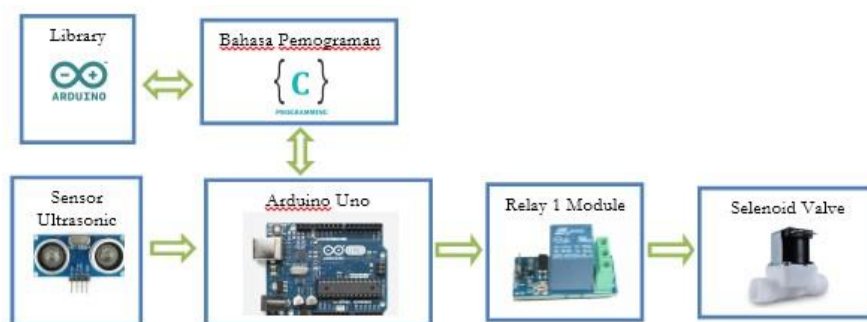 Library
ARDUINO
Bahasa Pemograman
{C}
PROGRAMMING
Sensor
Ultrasonic
Arduino Uno
Relay 1 Module
Selenoid Valve